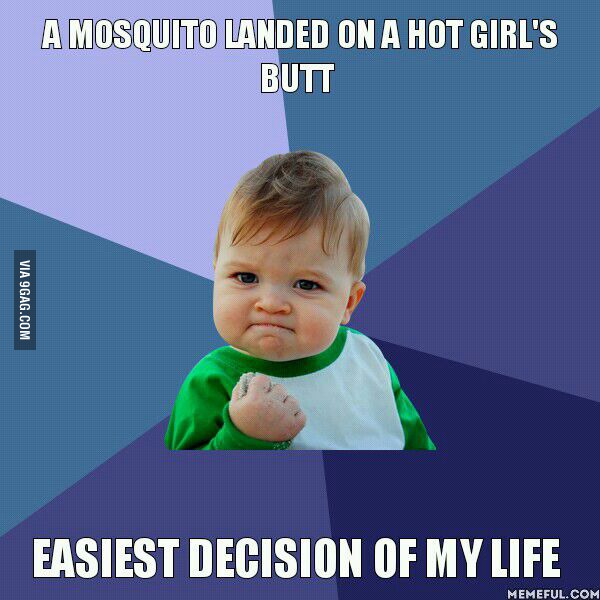 A MOSQUITO LANDED ON A HOT GIRL'S
BUTT
VIA 9GAG.COM
EASIEST DECISION OF MY LIFE
MEMEFUL.COM